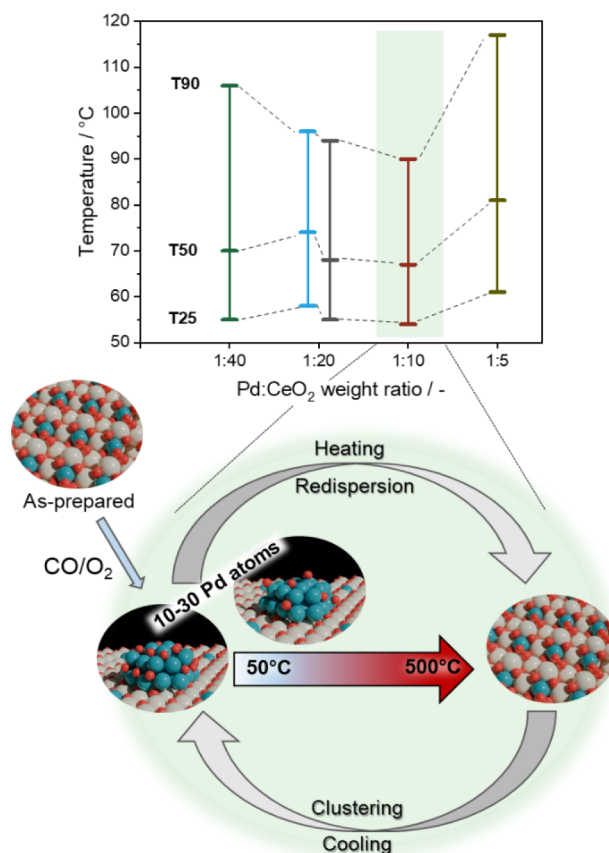 120
110
100
90
80
70
60
50
Temperature / °C
T90
T50
T25
1:40
1:20
1:10
1:5
Pd:CeO₂ weight ratio / -
As-prepared
CO/O₂
Heating
Redispersion
10-30 Pd atoms
50°C
500°C
Clustering
Cooling